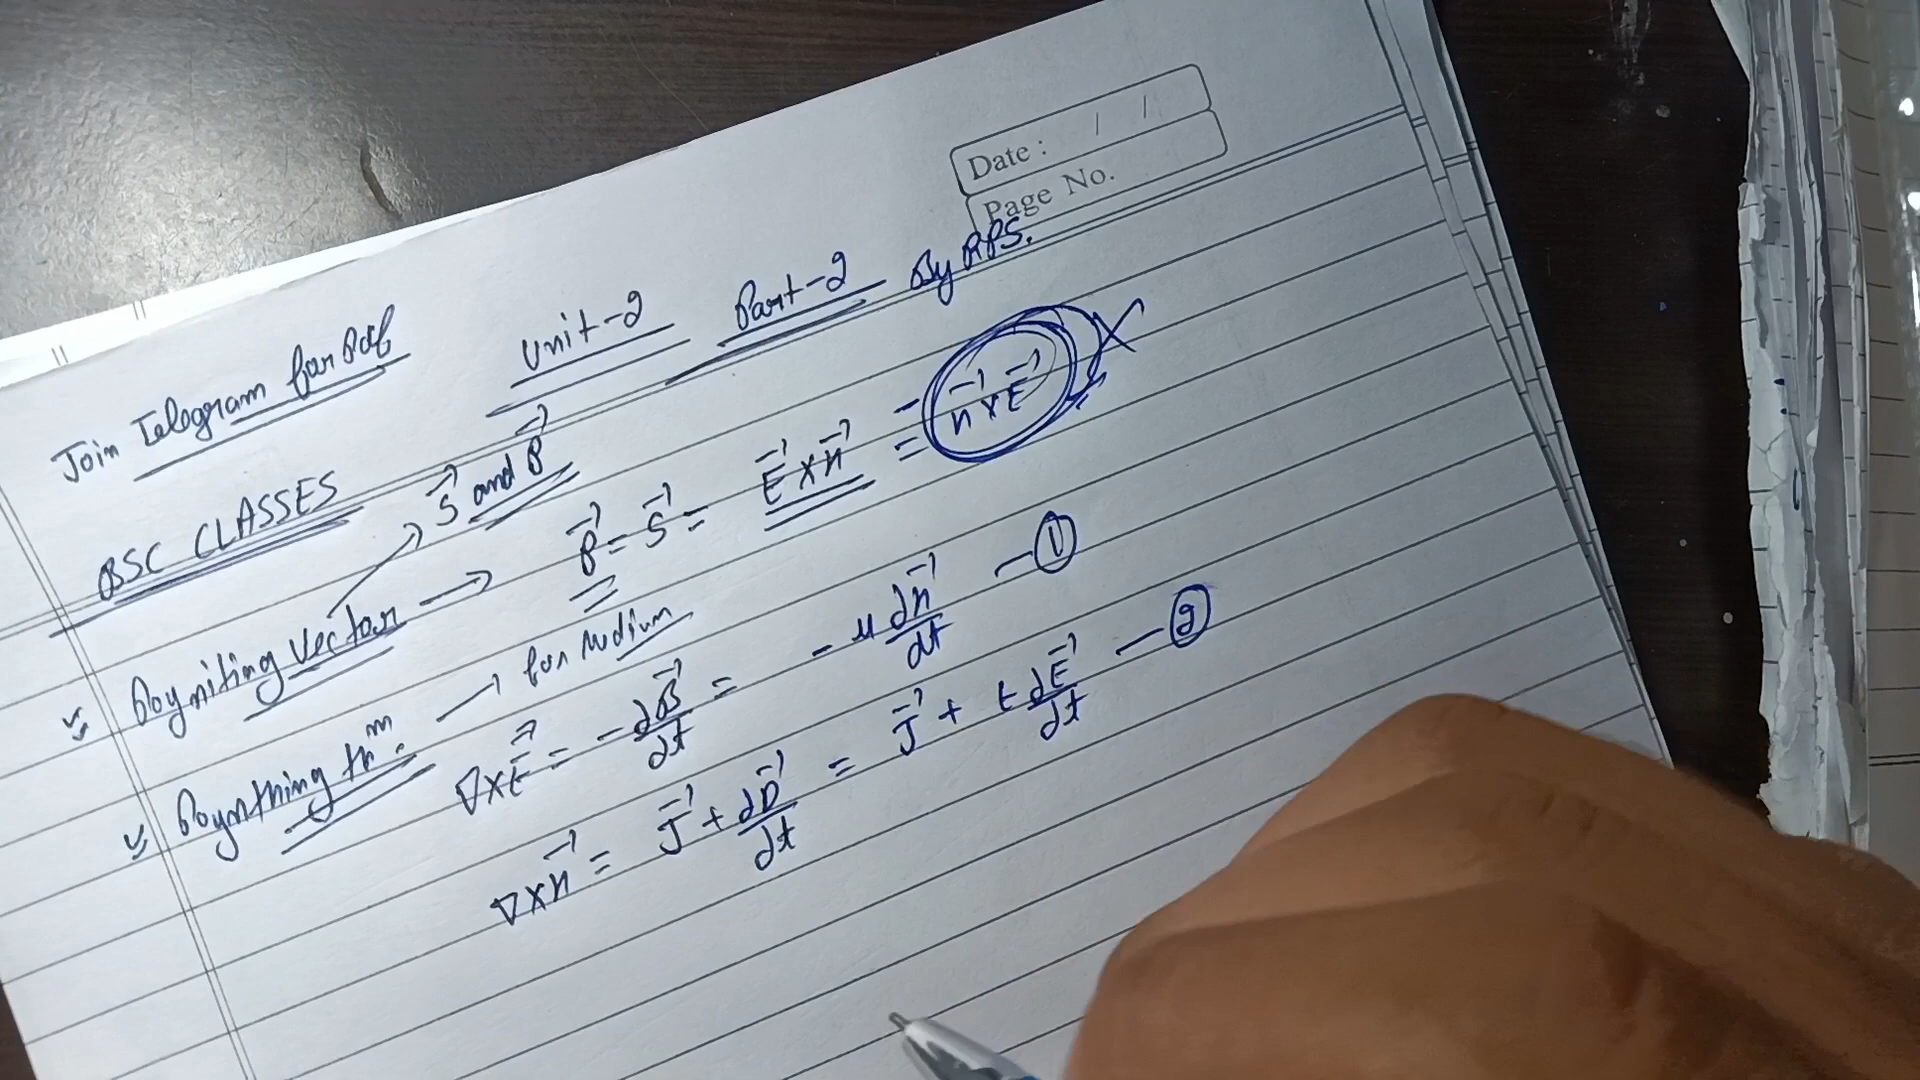 Date : / /
Page No.
Join Telegram for Pdf
Unit-2 Part-2 By RPS.
BSC CLASSES
S⃗ and P⃗
Poyniting Vector → P⃗ = S⃗ = E⃗ × H⃗ = - H⃗ × E⃗ X
Poynthing thm. → for Medium
∇×E⃗ = - ∂B⃗/∂t = - μ ∂H⃗/∂t — ①
∇×H⃗ = J⃗ + ∂D⃗/∂t = J⃗ + ε ∂E⃗/∂t — ②